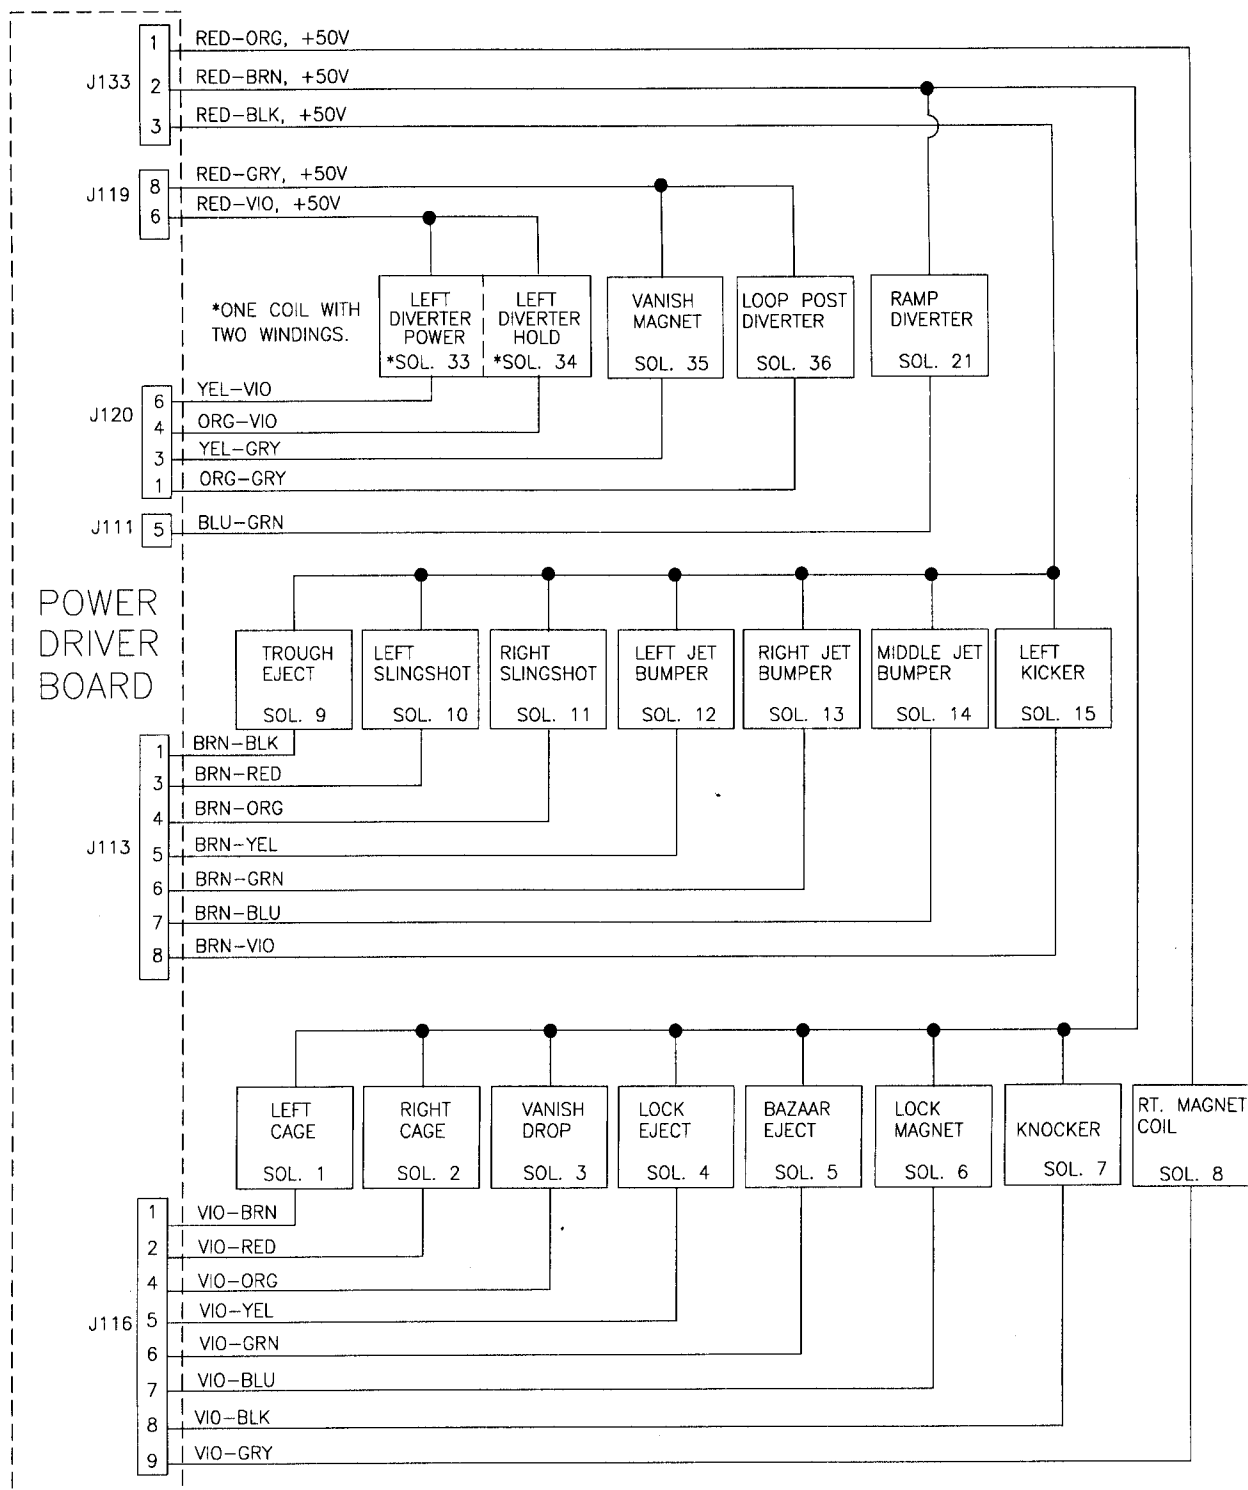 1 RED-ORG, +50V
J133 2 RED-BRN, +50V
3 RED-BLK, +50V
J119 8 RED-GRY, +50V
6 RED-VIO, +50V
*ONE COIL WITH
TWO WINDINGS.
LEFT
DIVERTER
POWER
*SOL. 33
LEFT
DIVERTER
HOLD
*SOL. 34
VANISH
MAGNET
SOL. 35
LOOP POST
DIVERTER
SOL. 36
RAMP
DIVERTER
SOL. 21
J120 6 YEL-VIO
4 ORG-VIO
3 YEL-GRY
1 ORG-GRY
J111 5 BLU-GRN
POWER
DRIVER
BOARD
TROUGH
EJECT
SOL. 9
LEFT
SLINGSHOT
SOL. 10
RIGHT
SLINGSHOT
SOL. 11
LEFT JET
BUMPER
SOL. 12
RIGHT JET
BUMPER
SOL. 13
MIDDLE JET
BUMPER
SOL. 14
LEFT
KICKER
SOL. 15
1 BRN-BLK
3 BRN-RED
4 BRN-ORG
J113 5 BRN-YEL
6 BRN-GRN
7 BRN-BLU
8 BRN-VIO
LEFT
CAGE
SOL. 1
RIGHT
CAGE
SOL. 2
VANISH
DROP
SOL. 3
LOCK
EJECT
SOL. 4
BAZAAR
EJECT
SOL. 5
LOCK
MAGNET
SOL. 6
KNOCKER
SOL. 7
RT. MAGNET
COIL
SOL. 8
1 VIO-BRN
2 VIO-RED
4 VIO-ORG
J116 5 VIO-YEL
6 VIO-GRN
7 VIO-BLU
8 VIO-BLK
9 VIO-GRY